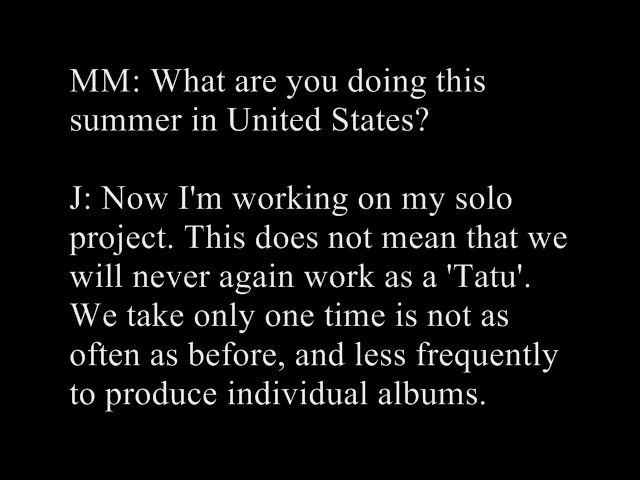 MM: What are you doing this
summer in United States?
J: Now I'm working on my solo
project. This does not mean that we
will never again work as a 'Tatu'.
We take only one time is not as
often as before, and less frequently
to produce individual albums.